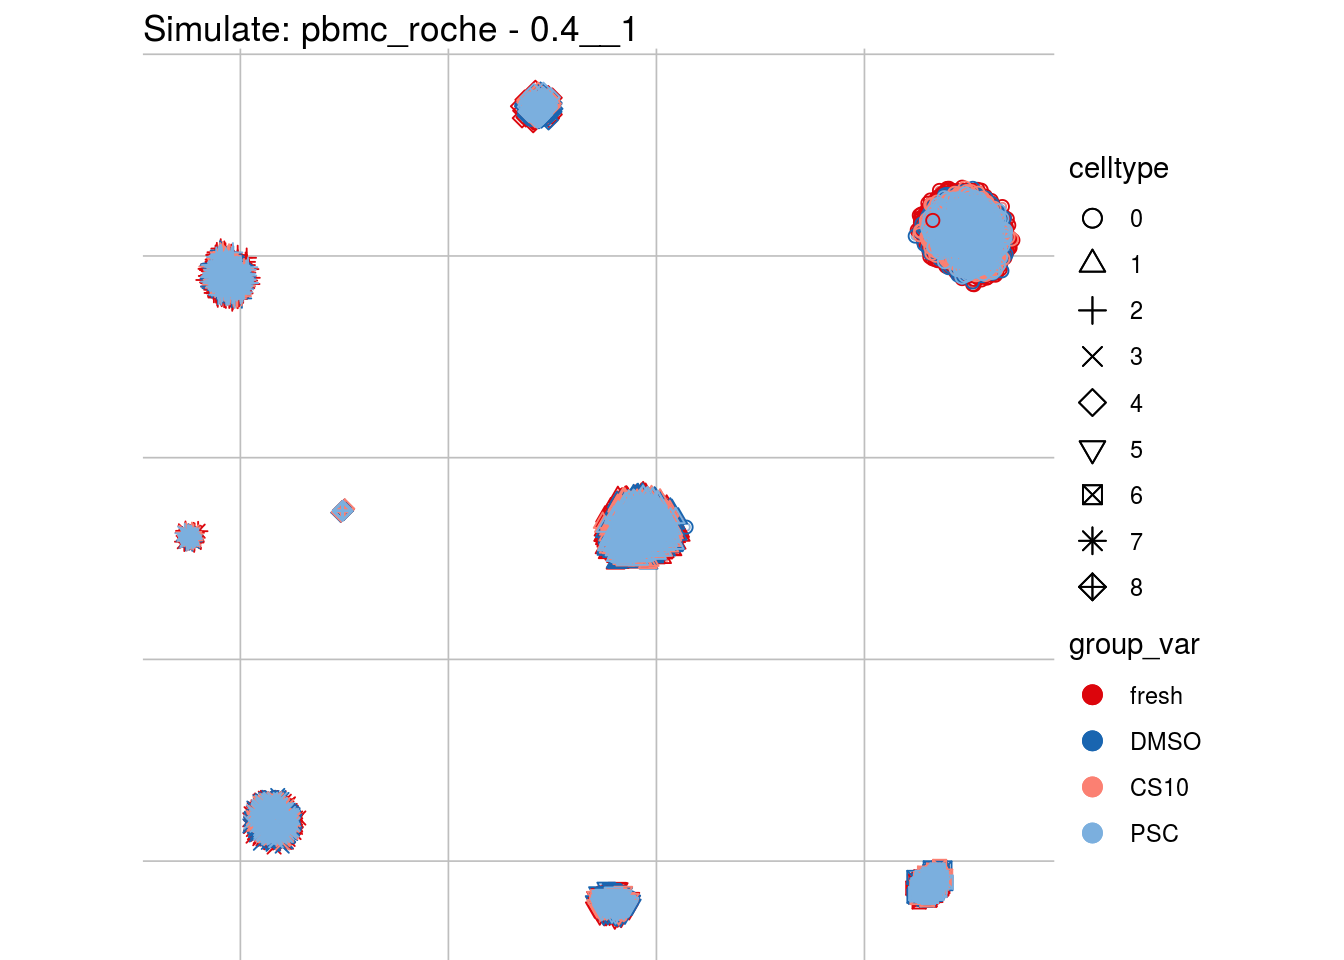 Simulate: pbmc_roche - 0.4__1
celltype
0
1
2
3
4
5
6
7
8
group_var
fresh
DMSO
CS10
PSC